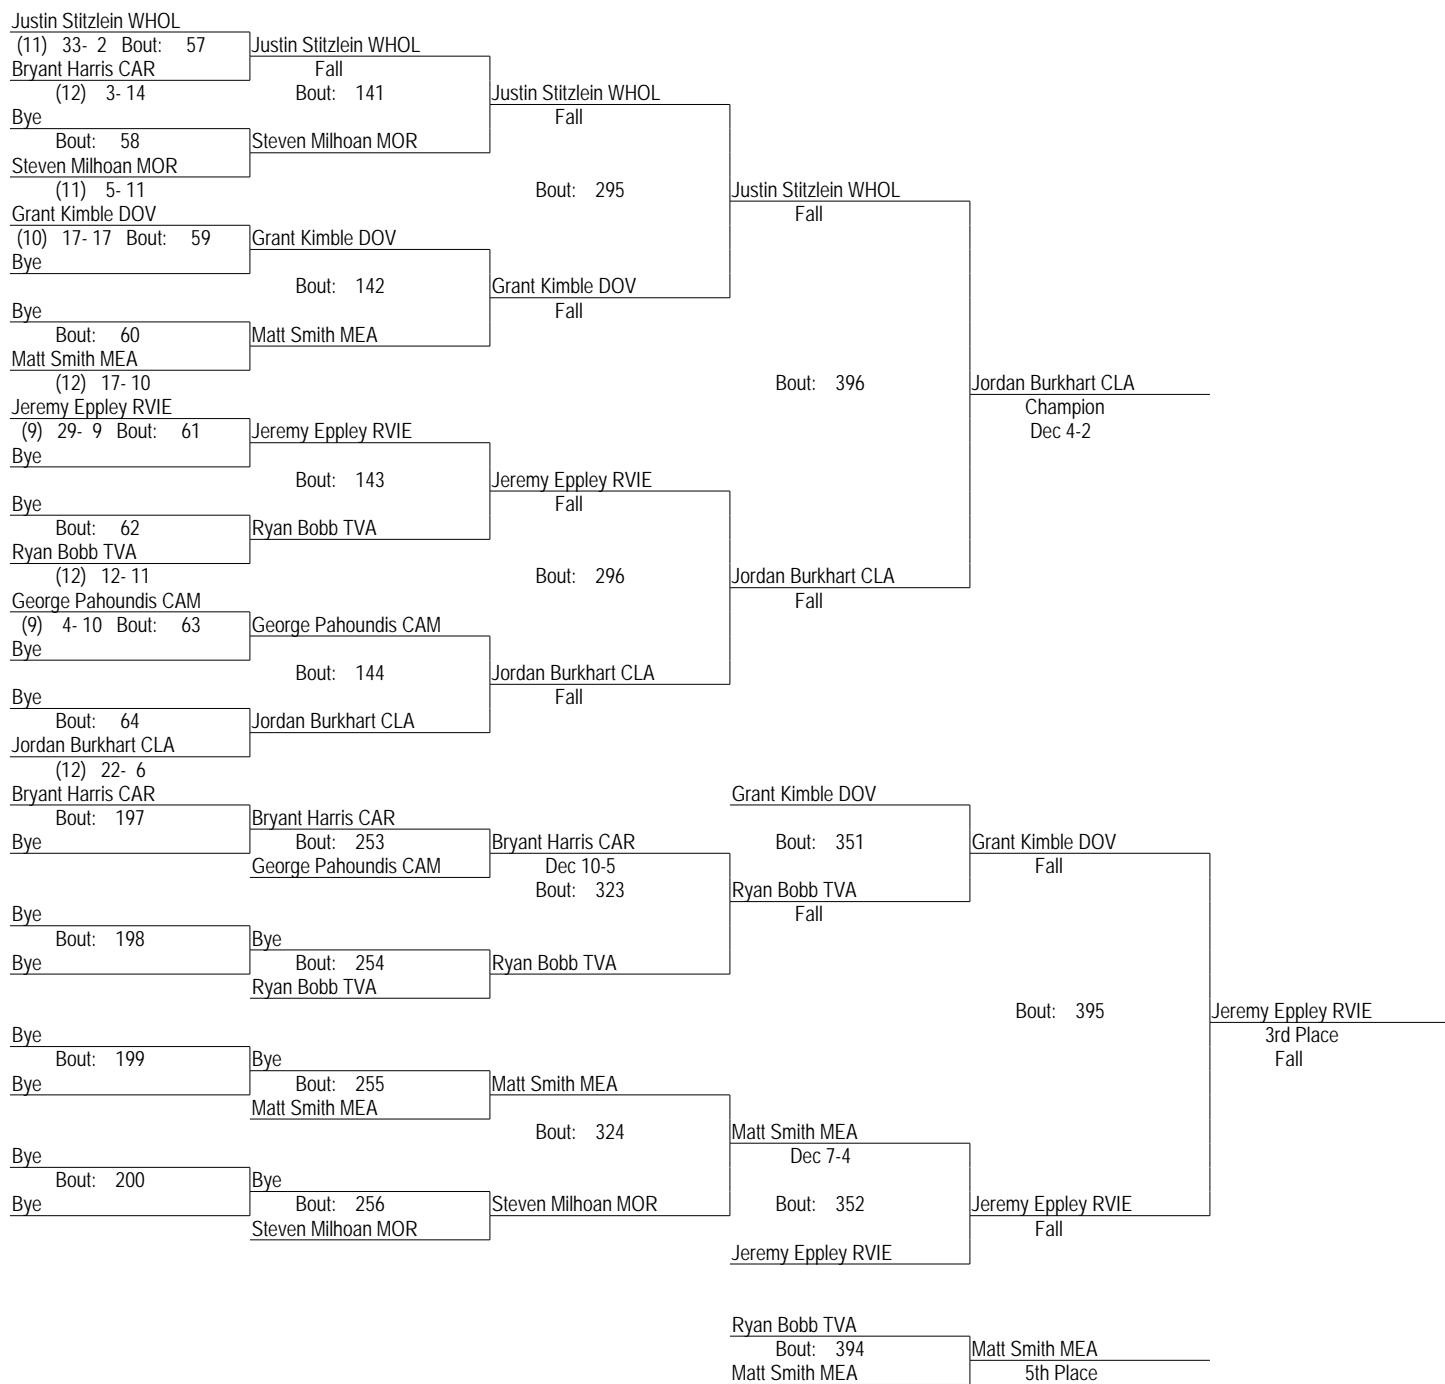 Justin Stitzlein WHOL
(11) 33- 2 Bout: 57 Justin Stitzlein WHOL
Bryant Harris CAR Fall
(12) 3- 14 Bout: 141 Justin Stitzlein WHOL
Bye Fall
Bout: 58 Steven Milhoan MOR
Steven Milhoan MOR
(11) 5- 11 Bout: 295 Justin Stitzlein WHOL
Grant Kimble DOV Fall
(10) 17- 17 Bout: 59 Grant Kimble DOV
Bye
Bout: 142 Grant Kimble DOV
Bye Fall
Bout: 60 Matt Smith MEA
Matt Smith MEA
(12) 17- 10 Bout: 396 Jordan Burkhart CLA
Jeremy Eppley RVIE Champion
(9) 29- 9 Bout: 61 Jeremy Eppley RVIE Dec 4-2
Bye
Bout: 143 Jeremy Eppley RVIE
Bye Fall
Bout: 62 Ryan Bobb TVA
Ryan Bobb TVA
(12) 12- 11 Bout: 296 Jordan Burkhart CLA
George Pahoundis CAM Fall
(9) 4- 10 Bout: 63 George Pahoundis CAM
Bye
Bout: 144 Jordan Burkhart CLA
Bye Fall
Bout: 64 Jordan Burkhart CLA
Jordan Burkhart CLA
(12) 22- 6
Bryant Harris CAR Grant Kimble DOV
Bout: 197 Bryant Harris CAR
Bye Bout: 253 Bryant Harris CAR Bout: 351 Grant Kimble DOV
George Pahoundis CAM Dec 10-5 Fall
Bout: 323 Ryan Bobb TVA
Bye Fall
Bout: 198 Bye
Bye Bout: 254 Ryan Bobb TVA
Ryan Bobb TVA
Bout: 395 Jeremy Eppley RVIE
Bye 3rd Place
Bout: 199 Bye Fall
Bye Bout: 255 Matt Smith MEA
Matt Smith MEA
Bout: 324 Matt Smith MEA
Bye Dec 7-4
Bout: 200 Bye
Bye Bout: 256 Steven Milhoan MOR Bout: 352 Jeremy Eppley RVIE
Steven Milhoan MOR Fall
Jeremy Eppley RVIE
Ryan Bobb TVA
Bout: 394 Matt Smith MEA
Matt Smith MEA 5th Place